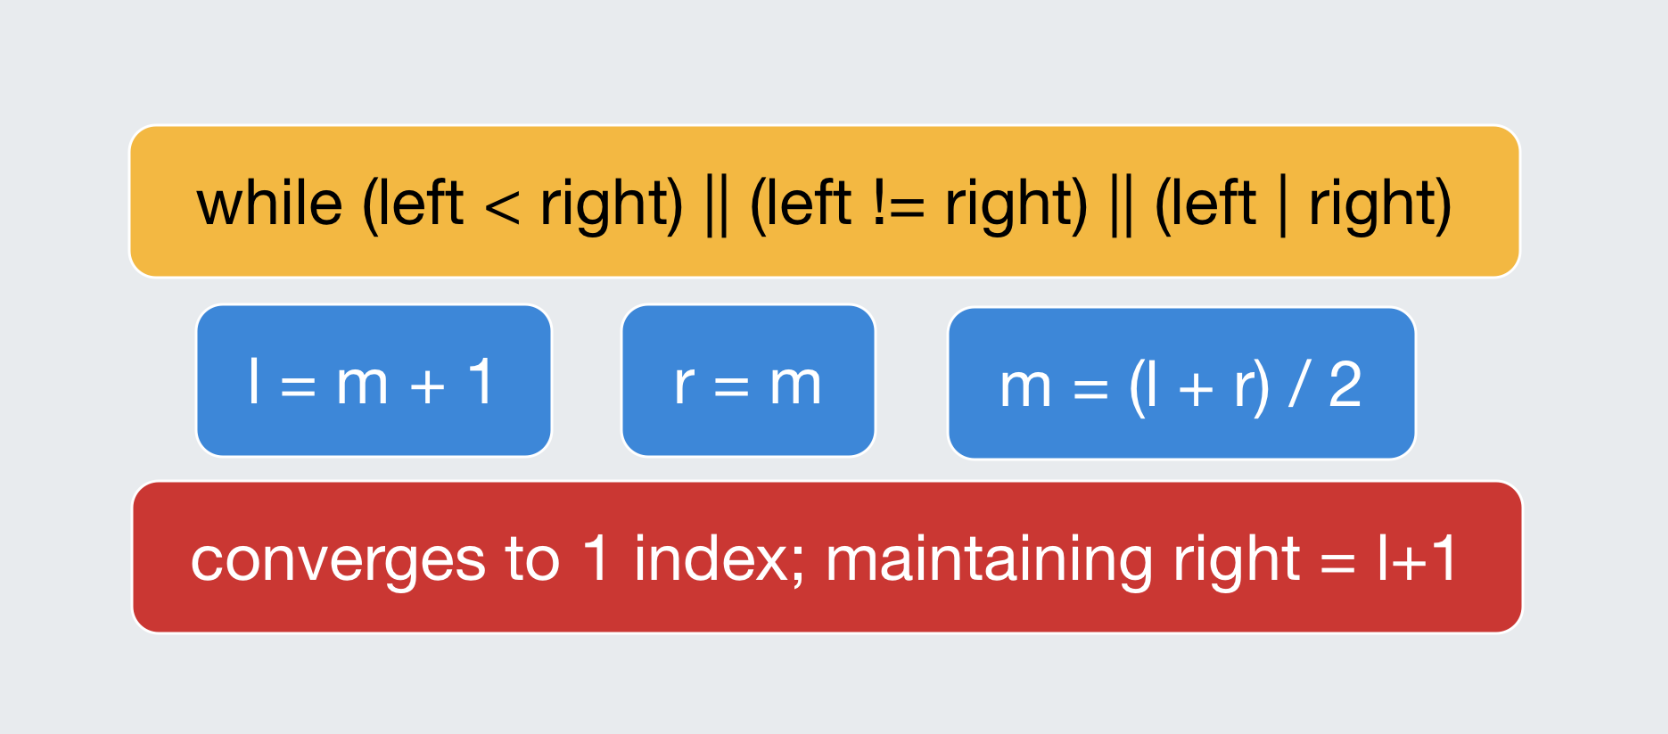 while (left < right) || (left != right) || (left | right)
l = m + 1
r = m
m = (l + r) / 2
converges to 1 index; maintaining right = l+1